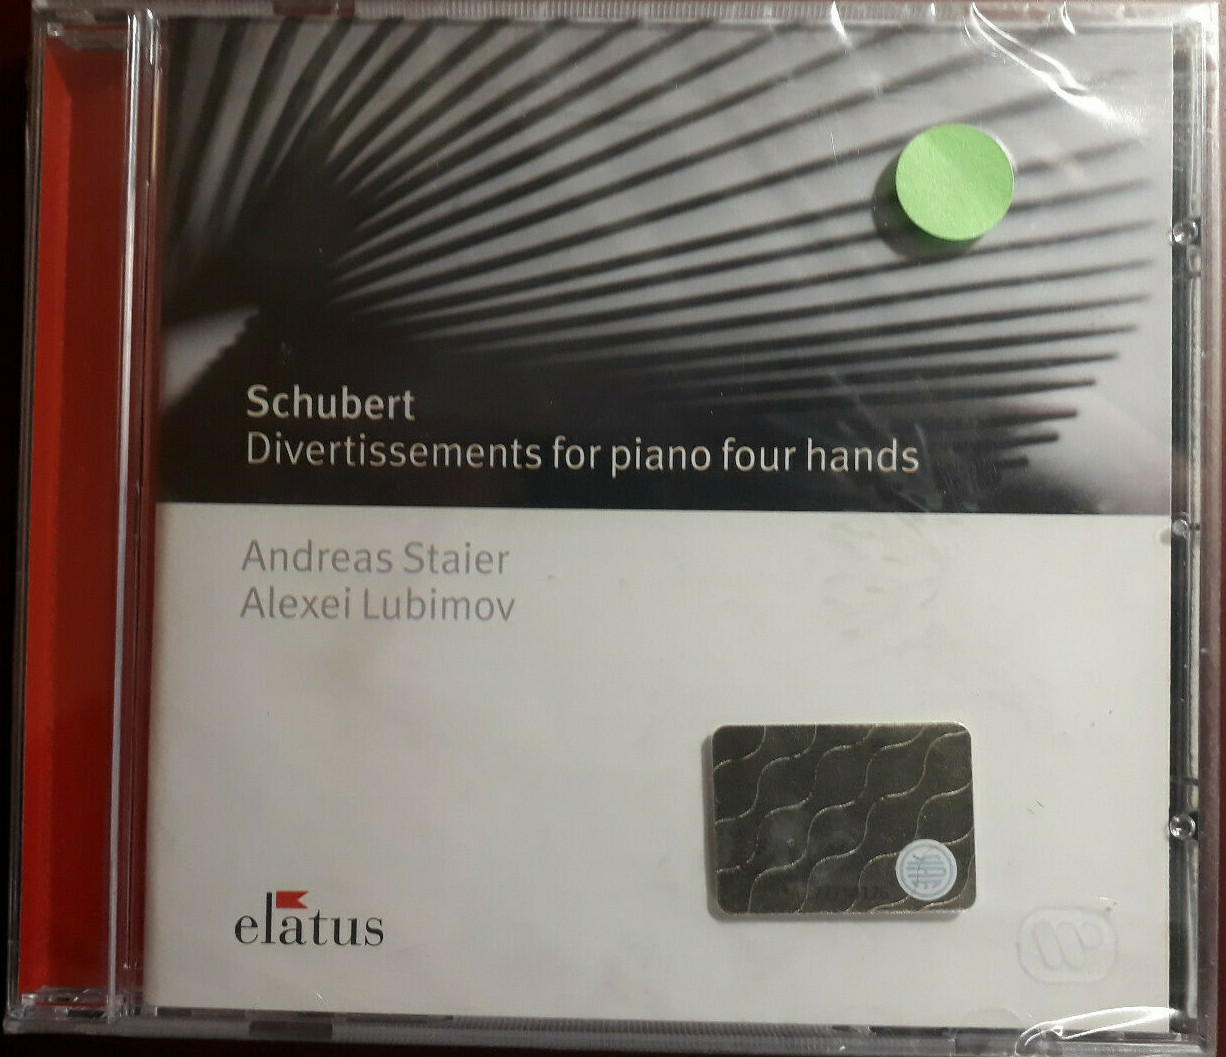 Schubert
Divertissements for piano four hands
Andreas Staier
Alexei Lubimov
elatus